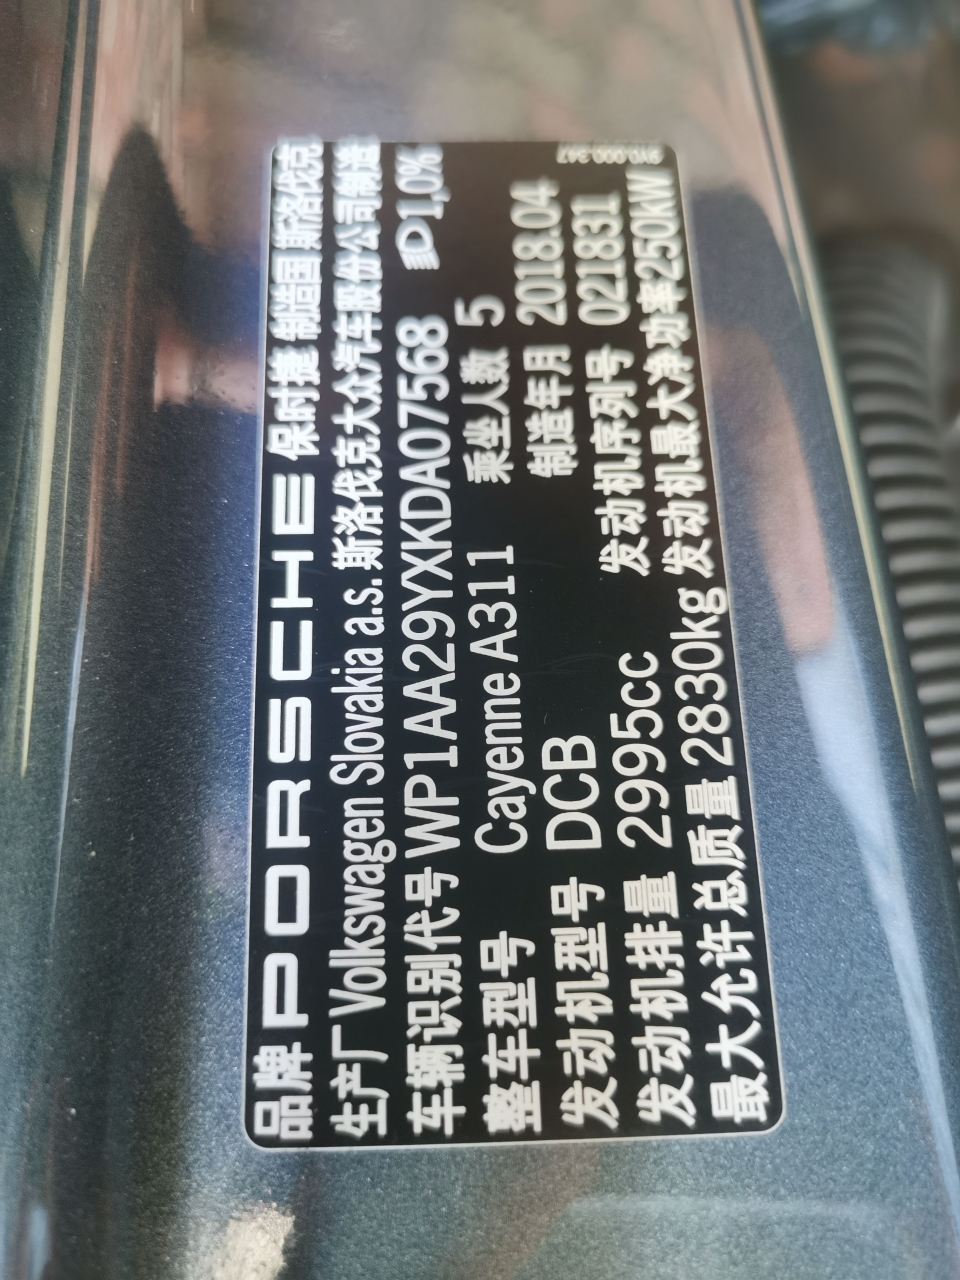 品牌 PORSCHE 保时捷 制造国 斯洛伐克
生产厂 Volkswagen Slovakia a.s. 斯洛伐克大众汽车股份公司制造
车辆识别代号 WP1AA29YXKDA07568 1,0%
整车型号 Cayenne A311 乘坐人数 5
发动机型号 DCB 制造年月 2018.04
发动机排量 2995cc 发动机序列号 021831
最大允许总质量 2830kg 发动机最大净功率250kW
9Y0.000.347